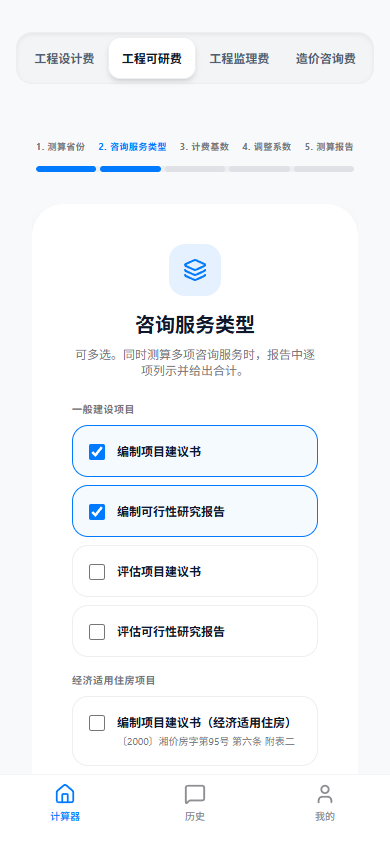 工程设计费 工程可研费 工程监理费 造价咨询费
1. 测算省份 2. 咨询服务类型 3. 计费基数 4. 调整系数 5. 测算报告
咨询服务类型
可多选。同时测算多项咨询服务时，报告中逐
项列示并给出合计。
一般建设项目
编制项目建议书
编制可行性研究报告
评估项目建议书
评估可行性研究报告
经济适用住房项目
编制项目建议书（经济适用住房）
〔2000〕湘价房字第95号 第六条 附表二
计算器 历史 我的